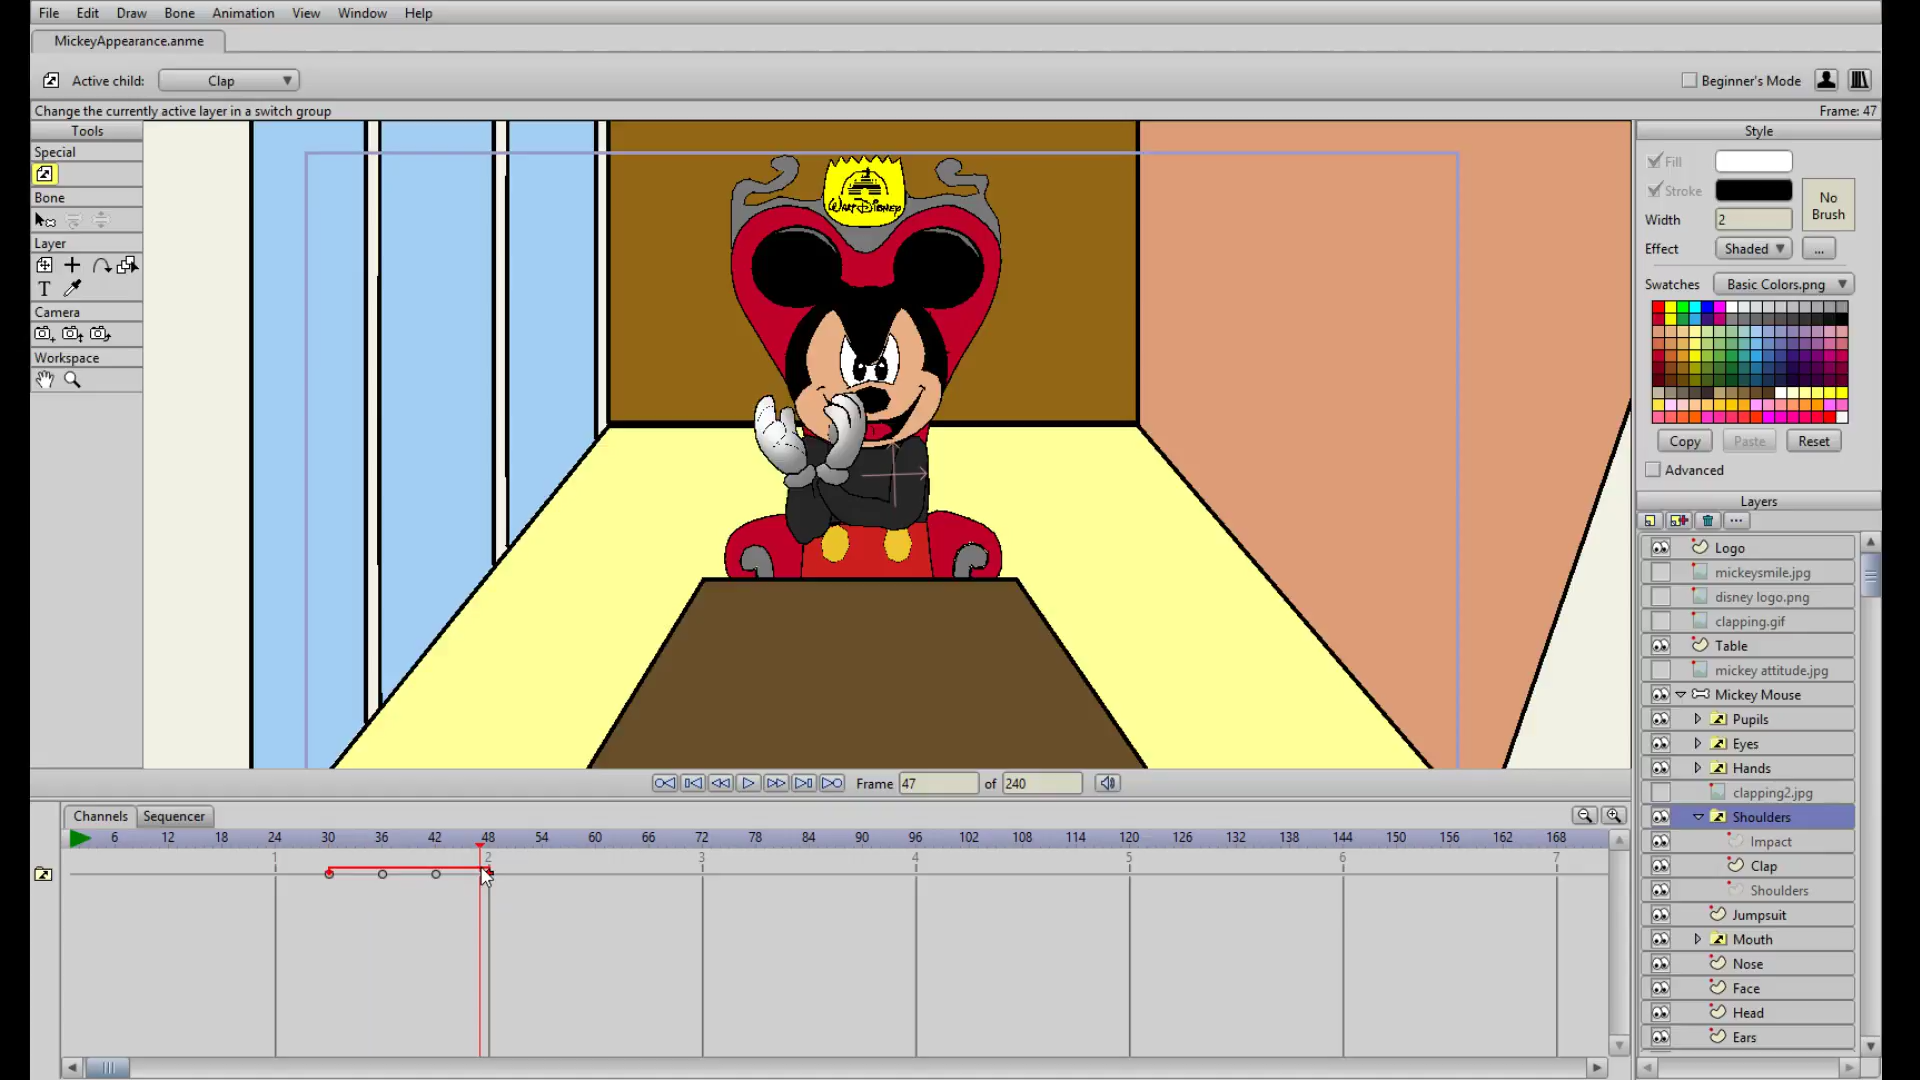 File Edit Draw Bone Animation View Window Help
MickeyAppearance.anme
Active child: Clap Beginner's Mode
Change the currently active layer in a switch group Frame: 47
Tools
Special
Bone
Layer
T
Camera
Workspace
WALT DISNEY
Style
Fill
Stroke
No Brush
Width 2
Effect Shaded ...
Swatches Basic Colors.png
Copy Paste Reset
Advanced
Layers
Logo
mickeysmile.jpg
disney logo.png
clapping.gif
Table
mickey attitude.jpg
Mickey Mouse
Pupils
Eyes
Hands
clapping2.jpg
Shoulders
Impact
Clap
Shoulders
Jumpsuit
Mouth
Nose
Face
Head
Ears
Frame 47 of 240
Channels Sequencer
6 12 18 24 30 36 42 48 54 60 66 72 78 84 90 96 102 108 114 120 126 132 138 144 150 156 162 168
1 2 3 4 5 6 7